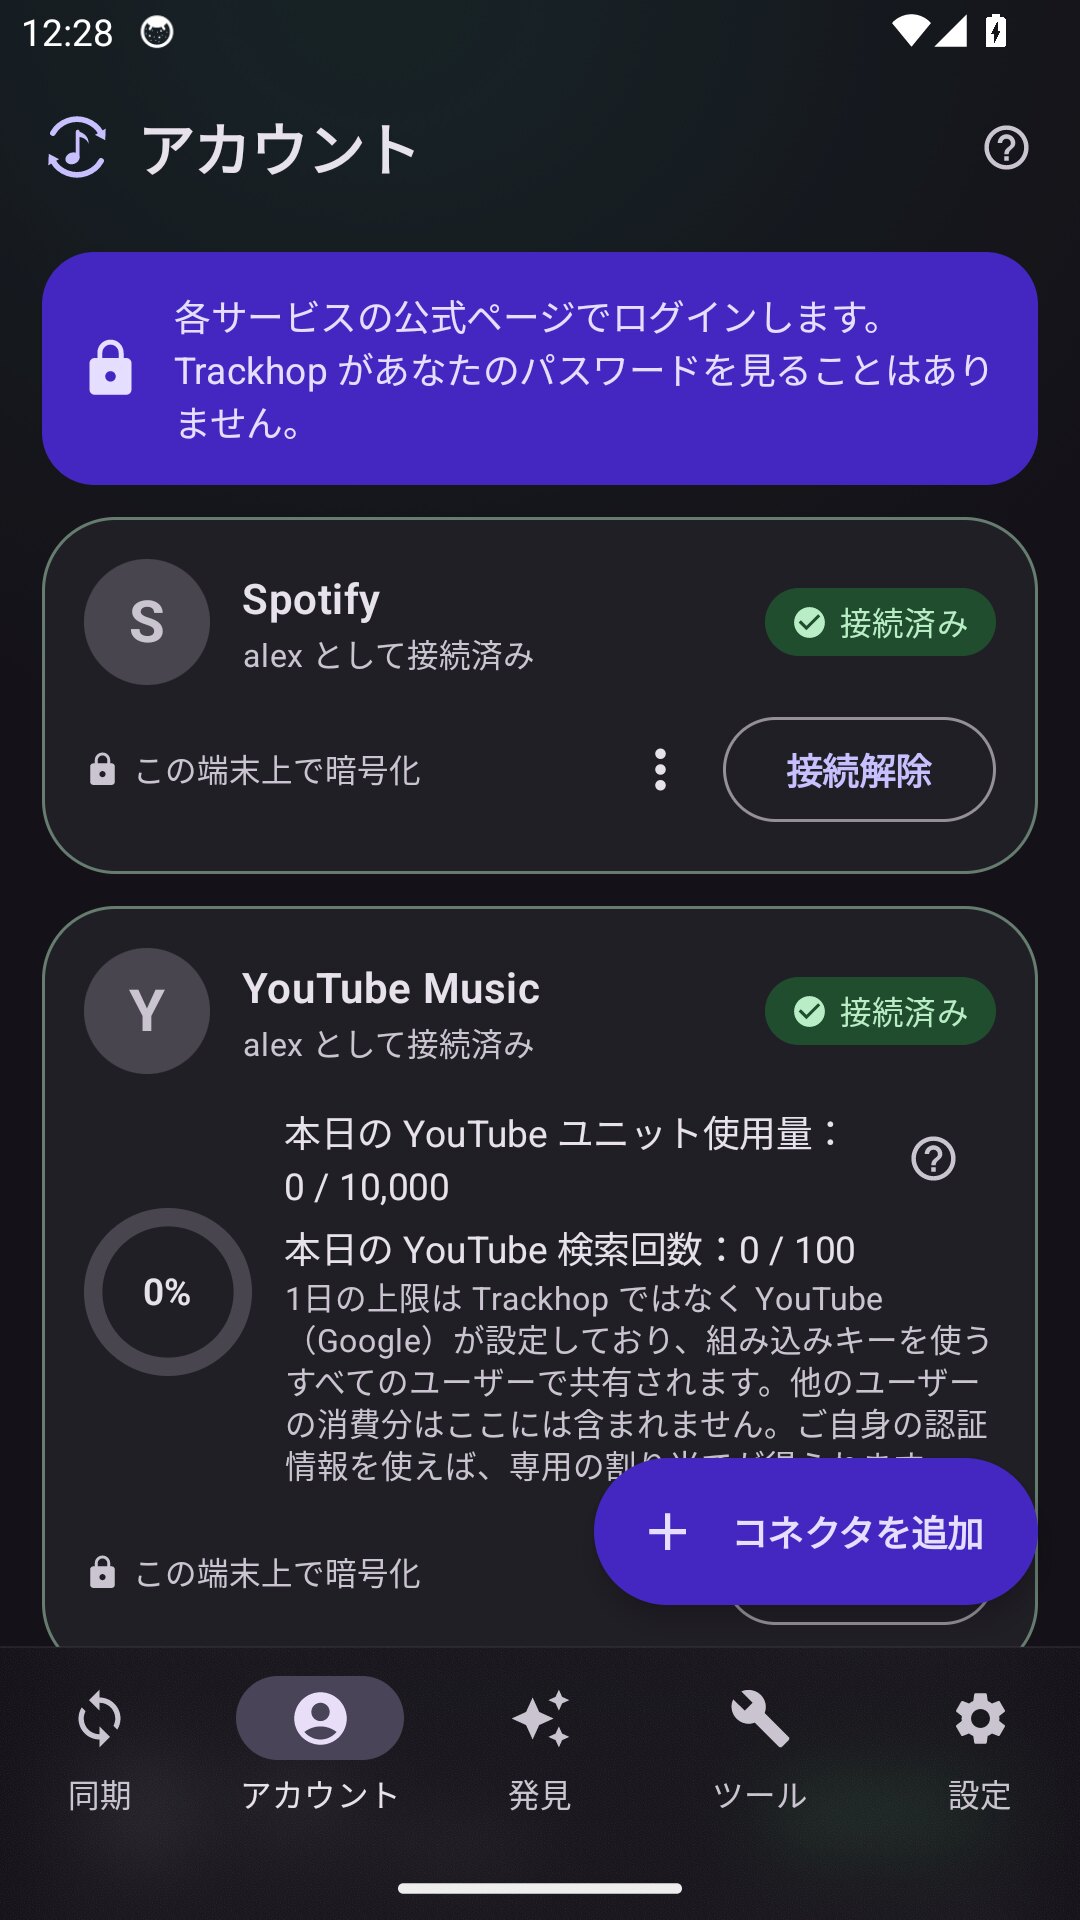 12:28
アカウント
各サービスの公式ページでログインします。
Trackhop があなたのパスワードを見ることはあり
ません。
S
Spotify
alex として接続済み
接続済み
この端末上で暗号化
接続解除
Y
YouTube Music
alex として接続済み
接続済み
本日の YouTube ユニット使用量：
0 / 10,000
本日の YouTube 検索回数：0 / 100
0%
1日の上限は Trackhop ではなく YouTube
（Google）が設定しており、組み込みキーを使う
すべてのユーザーで共有されます。他のユーザー
の消費分はここには含まれません。ご自身の認証
情報を使えば、専用の割り当てが得られます
コネクタを追加
この端末上で暗号化
同期
アカウント
発見
ツール
設定